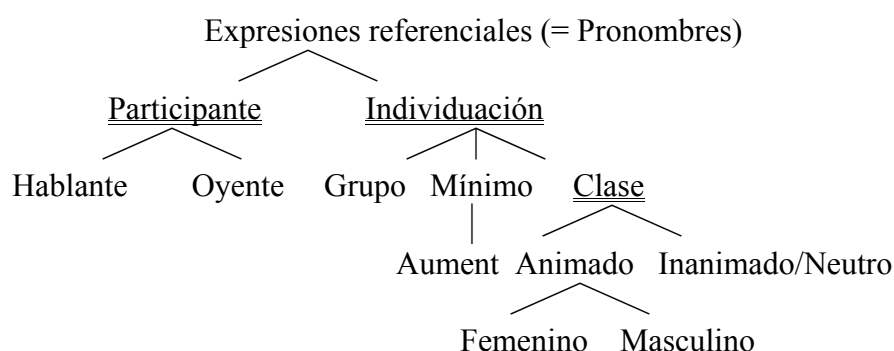 Expresiones referenciales (= Pronombres)
Participante Individuación
Hablante Oyente Grupo Mínimo Clase
Aument Animado Inanimado/Neutro
Femenino Masculino